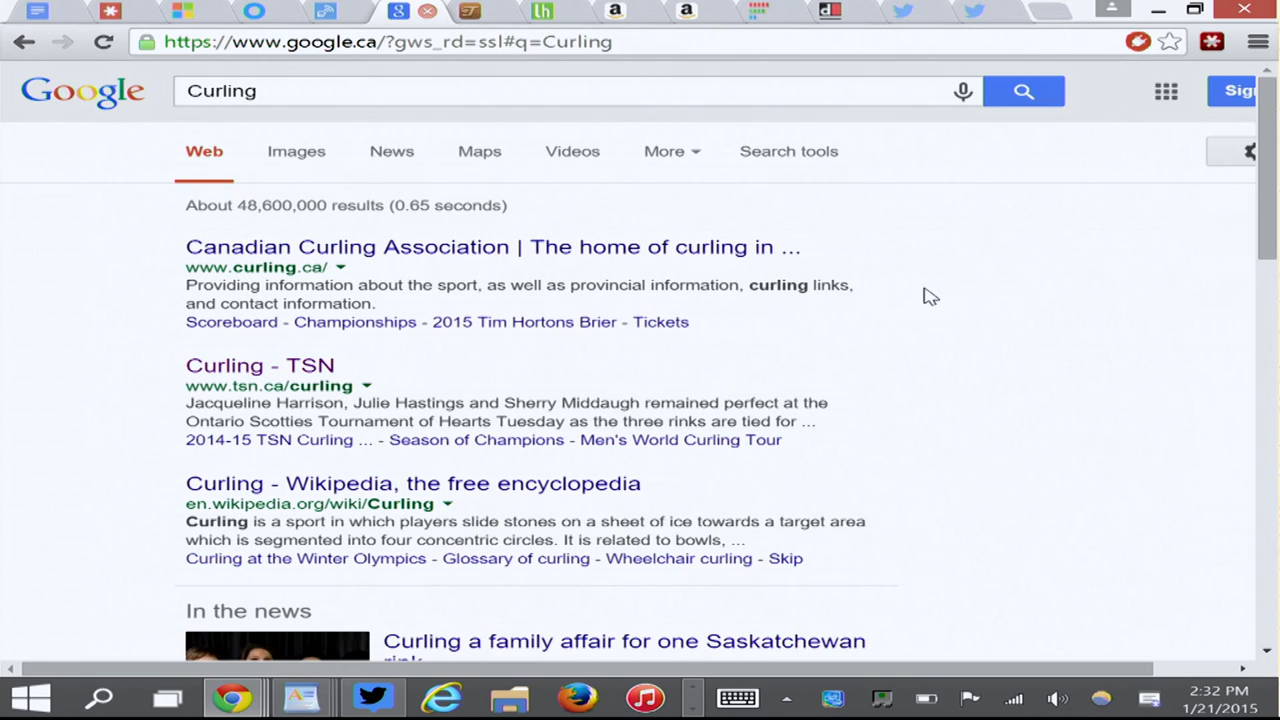 https://www.google.ca/?gws_rd=ssl#q=Curling
Google
Curling
Web Images News Maps Videos More Search tools
About 48,600,000 results (0.65 seconds)
Canadian Curling Association | The home of curling in ...
www.curling.ca/
Providing information about the sport, as well as provincial information, curling links,
and contact information.
Scoreboard - Championships - 2015 Tim Hortons Brier - Tickets
Curling - TSN
www.tsn.ca/curling
Jacqueline Harrison, Julie Hastings and Sherry Middaugh remained perfect at the
Ontario Scotties Tournament of Hearts Tuesday as the three rinks are tied for ...
2014-15 TSN Curling ... - Season of Champions - Men's World Curling Tour
Curling - Wikipedia, the free encyclopedia
en.wikipedia.org/wiki/Curling
Curling is a sport in which players slide stones on a sheet of ice towards a target area
which is segmented into four concentric circles. It is related to bowls, ...
Curling at the Winter Olympics - Glossary of curling - Wheelchair curling - Skip
In the news
Curling a family affair for one Saskatchewan
2:32 PM
1/21/2015